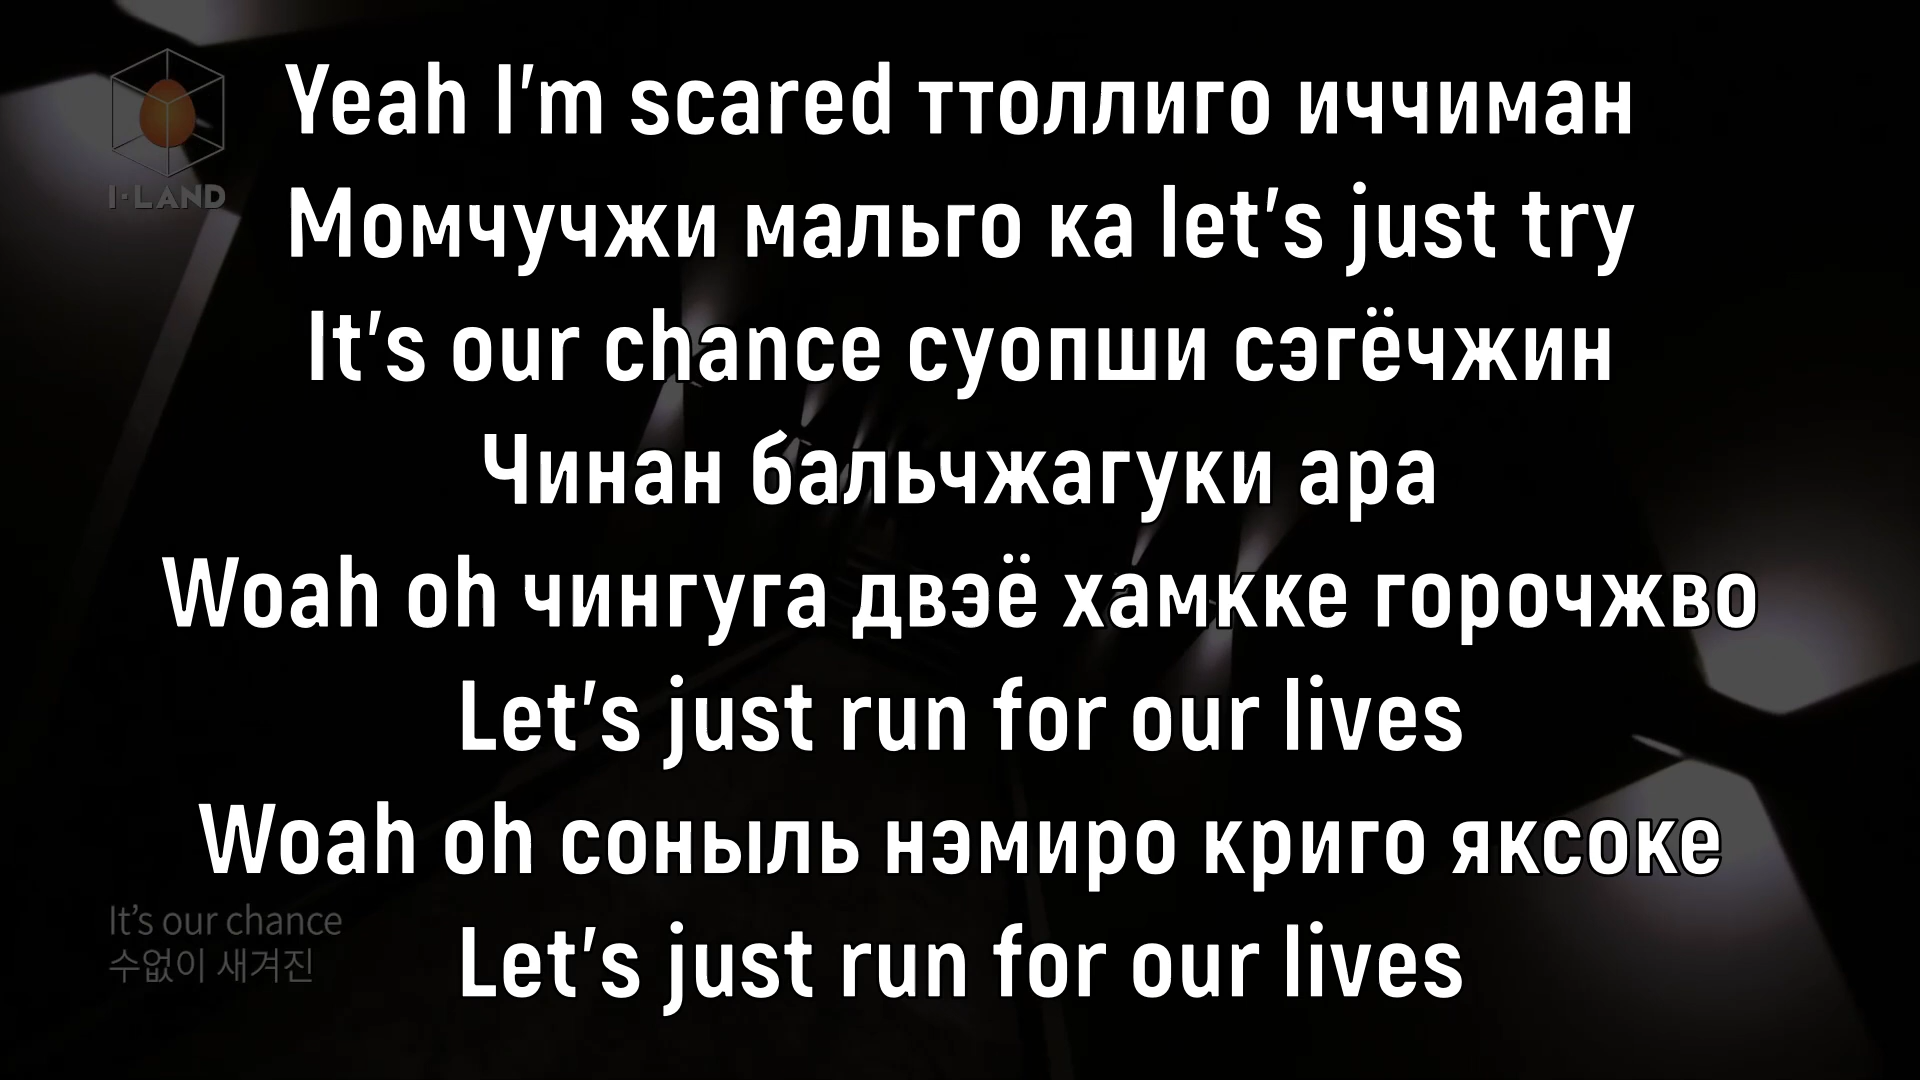 I·LAND
Yeah I'm scared ттоллиго иччиман
Момчучжи мальго ка let's just try
It's our chance суопши сэгёчжин
Чинан бальчжагуки ара
Woah oh чингуга двэё хамкке горочжво
Let's just run for our lives
Woah oh соныль нэмиро криго яксоке
Let's just run for our lives
It's our chance
수없이 새겨진